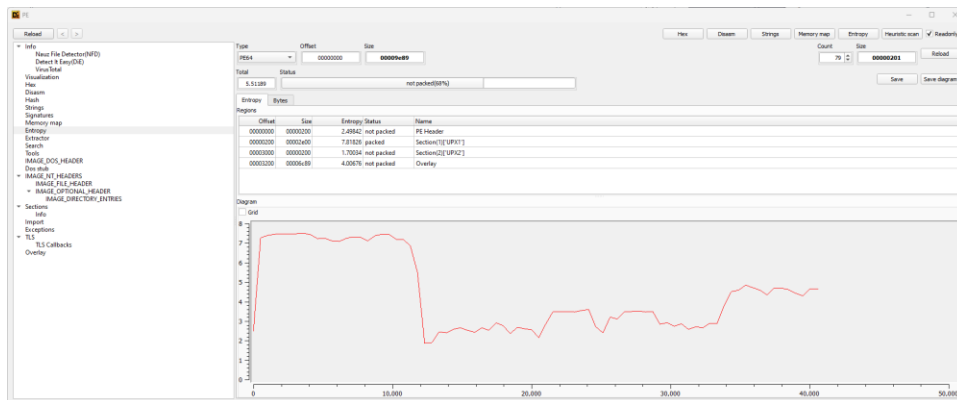 PE
Reload < >
Hex Disasm Strings Memory map Entropy Heuristic scan Readonly
Info
Nauz File Detector(NFD)
Detect It Easy(DiE)
VirusTotal
Visualization
Hex
Disasm
Hash
Strings
Signatures
Memory map
Entropy
Extractor
Search
Tools
IMAGE_DOS_HEADER
Dos stub
IMAGE_NT_HEADERS
IMAGE_FILE_HEADER
IMAGE_OPTIONAL_HEADER
IMAGE_DIRECTORY_ENTRIES
Sections
Info
Import
Exceptions
TLS
TLS Callbacks
Overlay
Type Offset Size Count Size
PE64 00000000 00009e89 79 00000201 Reload
Total Status
5.51189 not packed(68%) Save Save diagram
Entropy Bytes
Regions
Offset Size Entropy Status Name
00000000 00000200 2.49842 not packed PE Header
00000200 00002e00 7.81826 packed Section(1)['UPX1']
00003000 00000200 1.70034 not packed Section(2)['UPX2']
00003200 00006c89 4.00676 not packed Overlay
Diagram
Grid
8
7
6
5
4
3
2
1
0
0 10,000 20,000 30,000 40,000 50,000